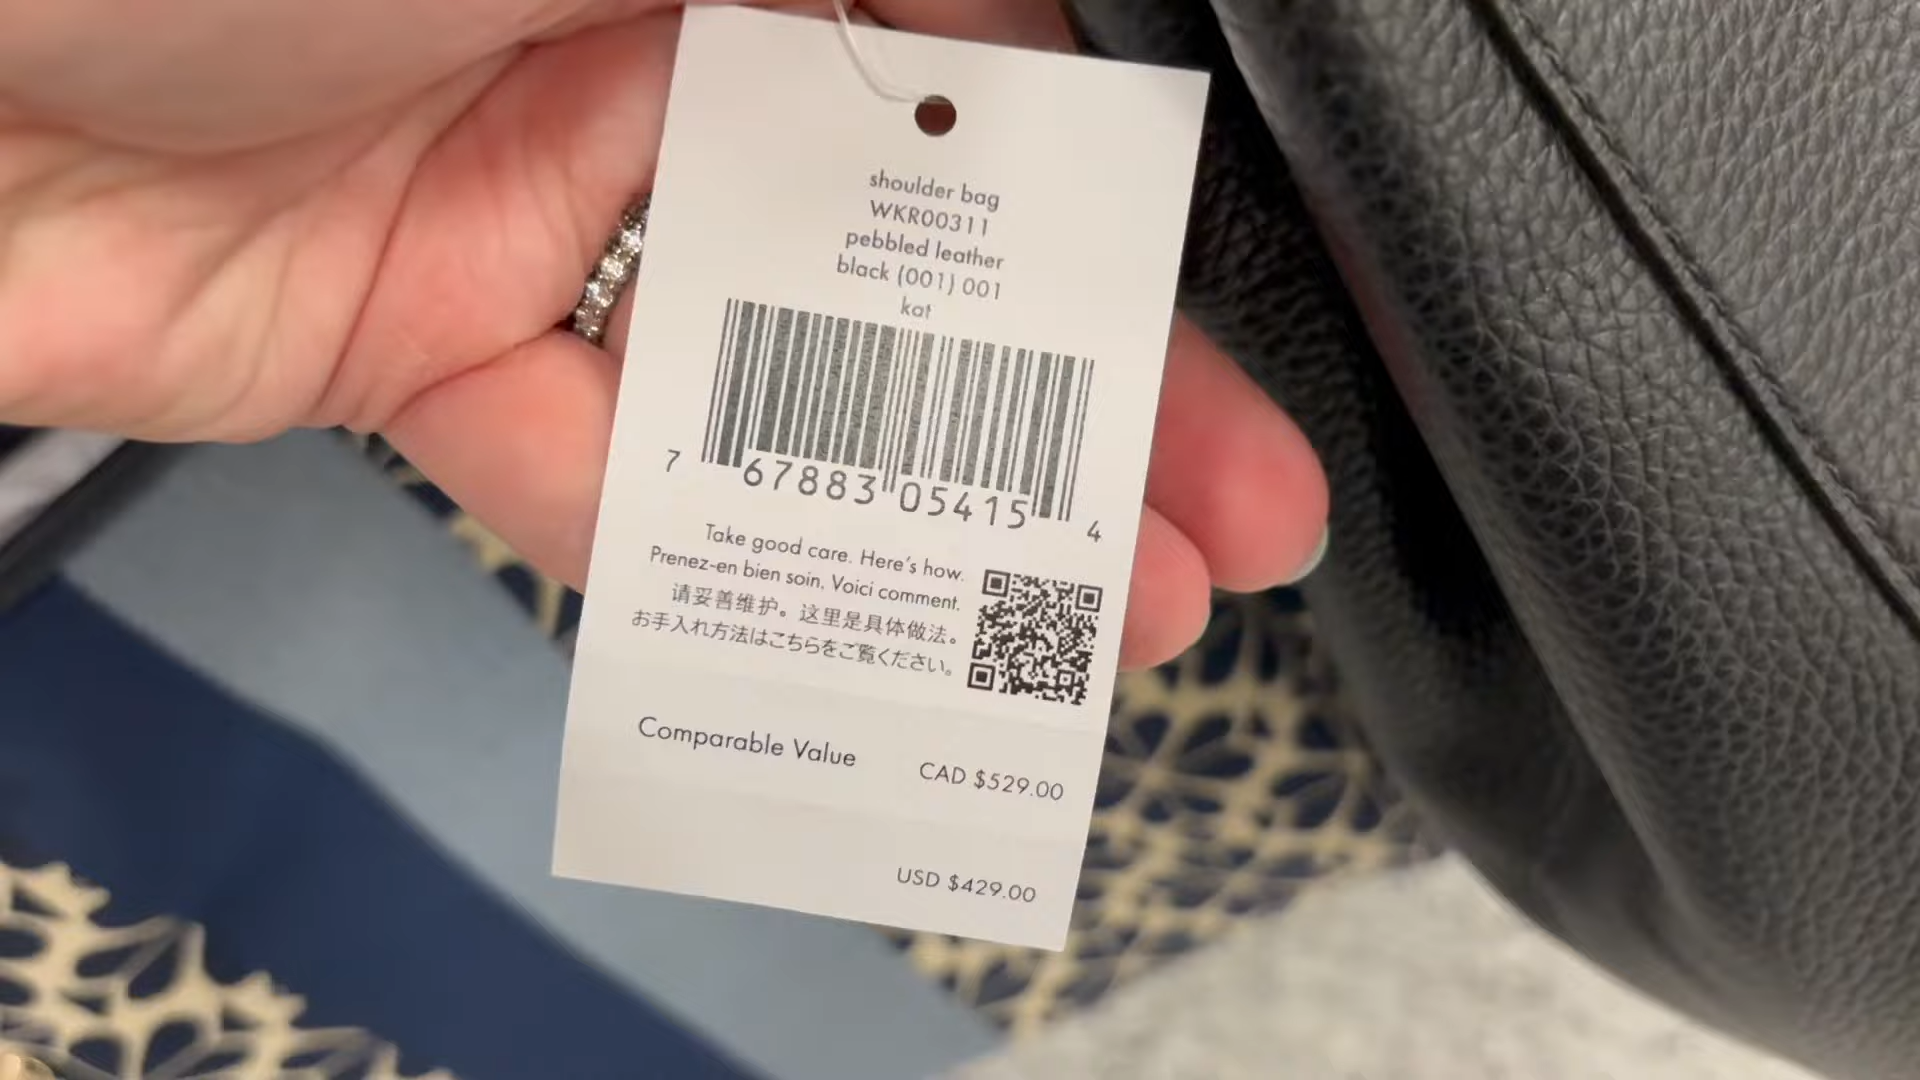 shoulder bag
WKR00311
pebbled leather
black (001) 001
kat
7 67883 05415 4
Take good care. Here's how.
Prenez-en bien soin. Voici comment.
请妥善维护。这里是具体做法。
お手入れ方法はこちらをご覧ください。
Comparable Value CAD $529.00
USD $429.00